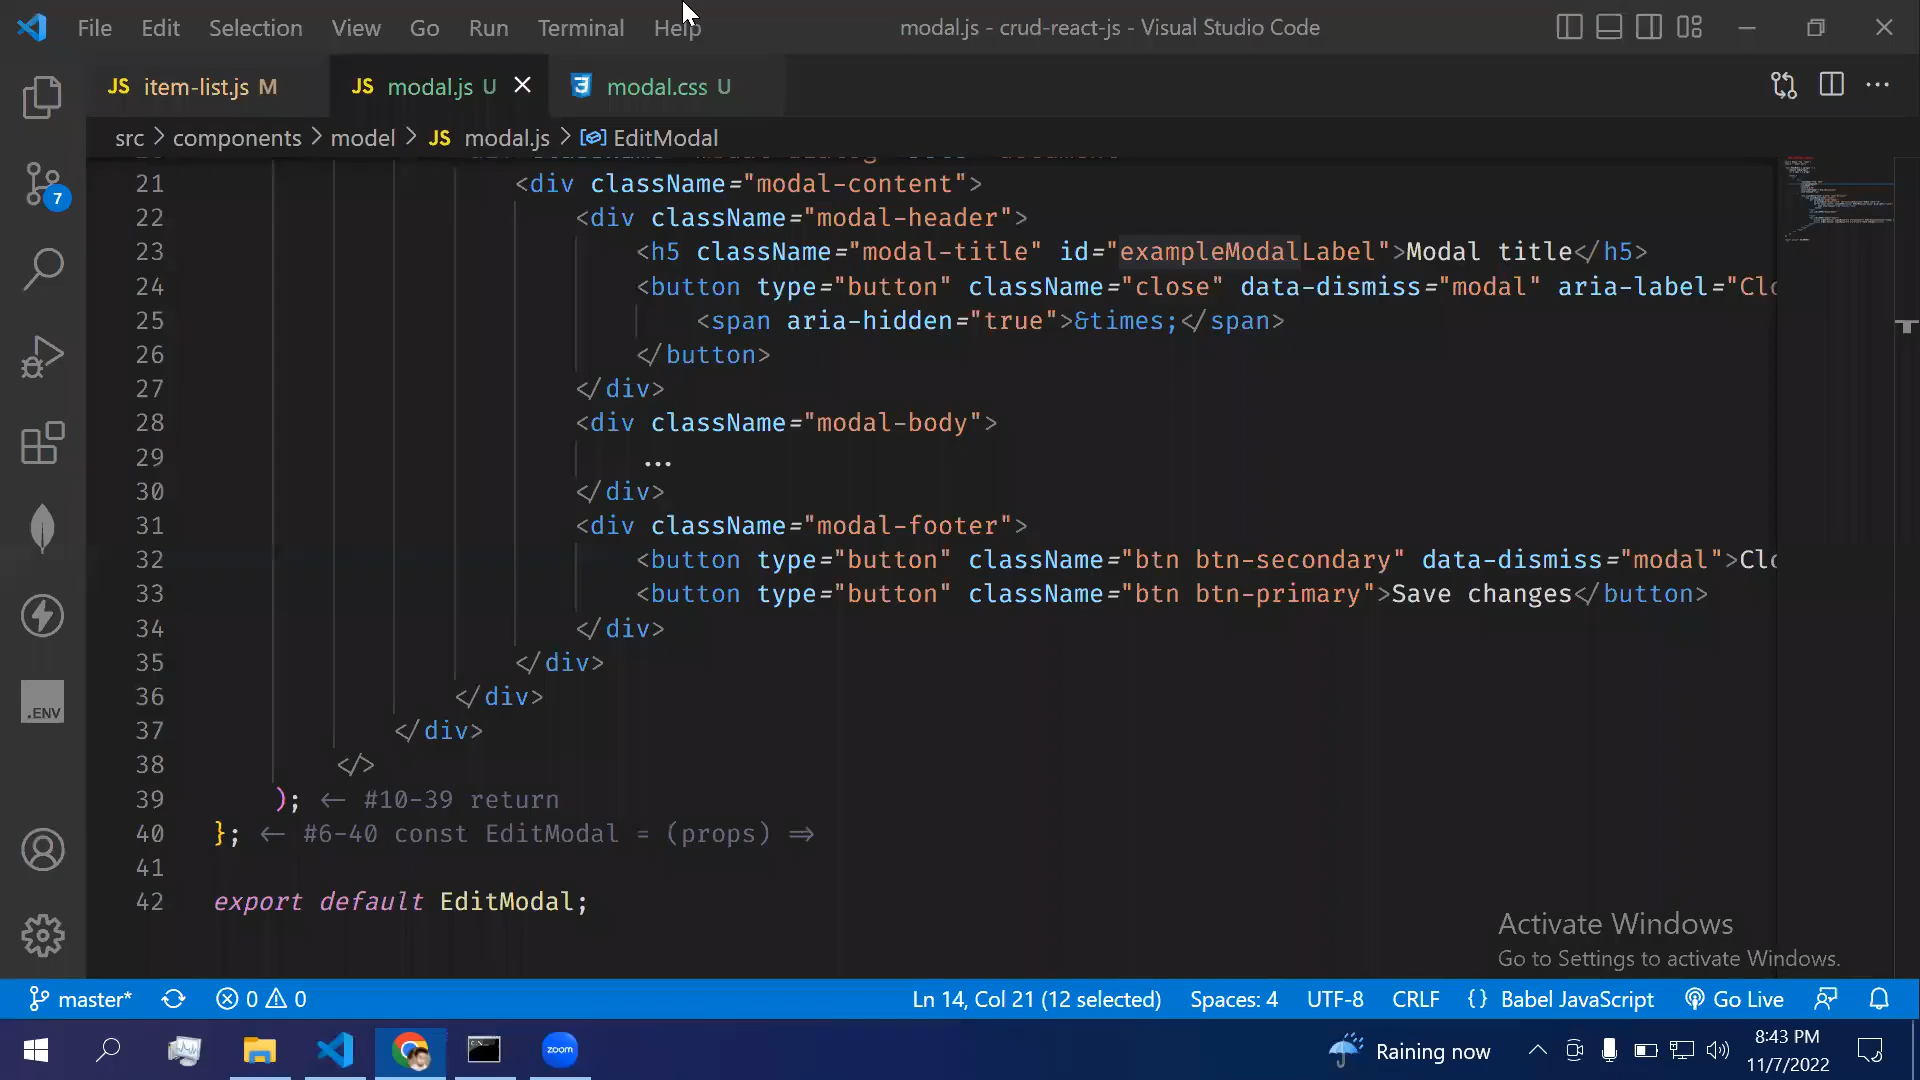 File Edit Selection View Go Run Terminal Help modal.js - crud-react-js - Visual Studio Code
JS item-list.js M JS modal.js U modal.css U
src > components > model > JS modal.js > EditModal
21 <div className="modal-content">
7
22 <div className="modal-header">
23 <h5 className="modal-title" id="exampleModalLabel">Modal title</h5>
24 <button type="button" className="close" data-dismiss="modal" aria-label="Clo
25 <span aria-hidden="true">&times;</span>
26 </button>
27 </div>
28 <div className="modal-body">
29 ...
30 </div>
31 <div className="modal-footer">
32 <button type="button" className="btn btn-secondary" data-dismiss="modal">Clo
33 <button type="button" className="btn btn-primary">Save changes</button>
34 </div>
35 </div>
36 </div>
37 </div>
38 </>
39 ); <- #10-39 return
40 }; <- #6-40 const EditModal = (props) =>
41
42 export default EditModal;
.ENV
Activate Windows
Go to Settings to activate Windows.
master* 0 0 Ln 14, Col 21 (12 selected) Spaces: 4 UTF-8 CRLF {} Babel JavaScript Go Live
zoom Raining now 8:43 PM
11/7/2022